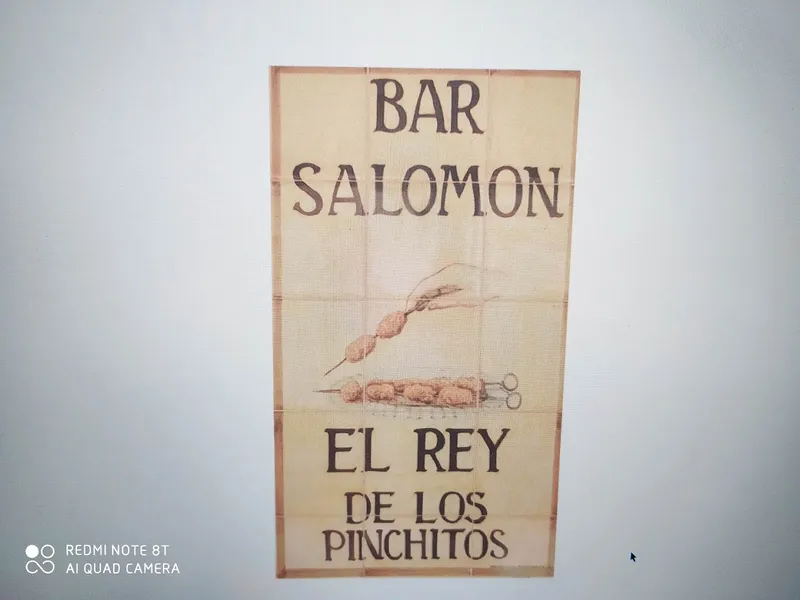 BAR
SALOMON
EL REY
DE LOS
PINCHITOS
REDMI NOTE 8T
AI QUAD CAMERA